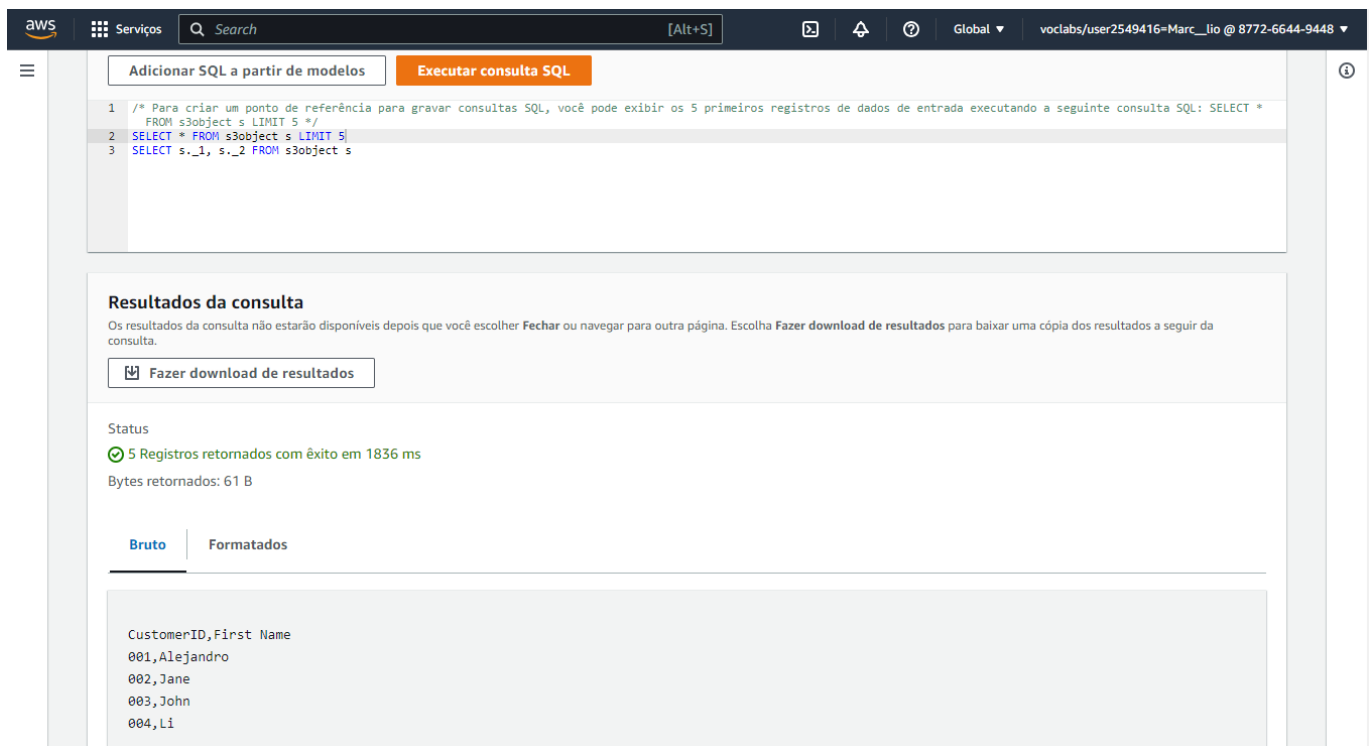 aws Serviços Search [Alt+S] Global ▼ voclabs/user2549416=Marc__lio @ 8772-6644-9448 ▼
Adicionar SQL a partir de modelos Executar consulta SQL
1 /* Para criar um ponto de referência para gravar consultas SQL, você pode exibir os 5 primeiros registros de dados de entrada executando a seguinte consulta SQL: SELECT *
FROM s3object s LIMIT 5 */
2 SELECT * FROM s3object s LIMIT 5
3 SELECT s._1, s._2 FROM s3object s
Resultados da consulta
Os resultados da consulta não estarão disponíveis depois que você escolher Fechar ou navegar para outra página. Escolha Fazer download de resultados para baixar uma cópia dos resultados a seguir da
consulta.
Fazer download de resultados
Status
5 Registros retornados com êxito em 1836 ms
Bytes retornados: 61 B
Bruto Formatados
CustomerID,First Name
001,Alejandro
002,Jane
003,John
004,Li